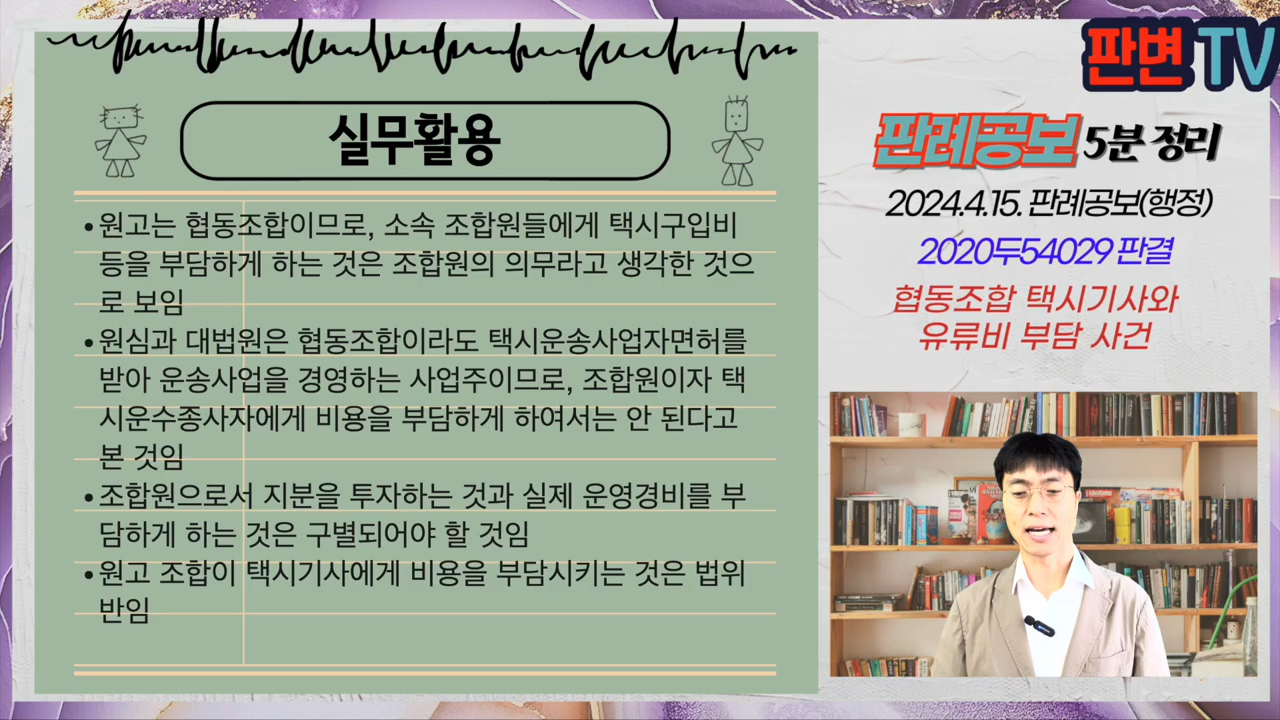 판변 TV
판례공보 5분 정리
2024.4.15. 판례공보(행정)
2020두54029 판결
협동조합 택시기사와
유류비 부담 사건
실무활용
• 원고는 협동조합이므로, 소속 조합원들에게 택시구입비
등을 부담하게 하는 것은 조합원의 의무라고 생각한 것으
로 보임
• 원심과 대법원은 협동조합이라도 택시운송사업자면허를
받아 운송사업을 경영하는 사업주이므로, 조합원이자 택
시운수종사자에게 비용을 부담하게 하여서는 안 된다고
본 것임
• 조합원으로서 지분을 투자하는 것과 실제 운영경비를 부
담하게 하는 것은 구별되어야 할 것임
• 원고 조합이 택시기사에게 비용을 부담시키는 것은 법위
반임